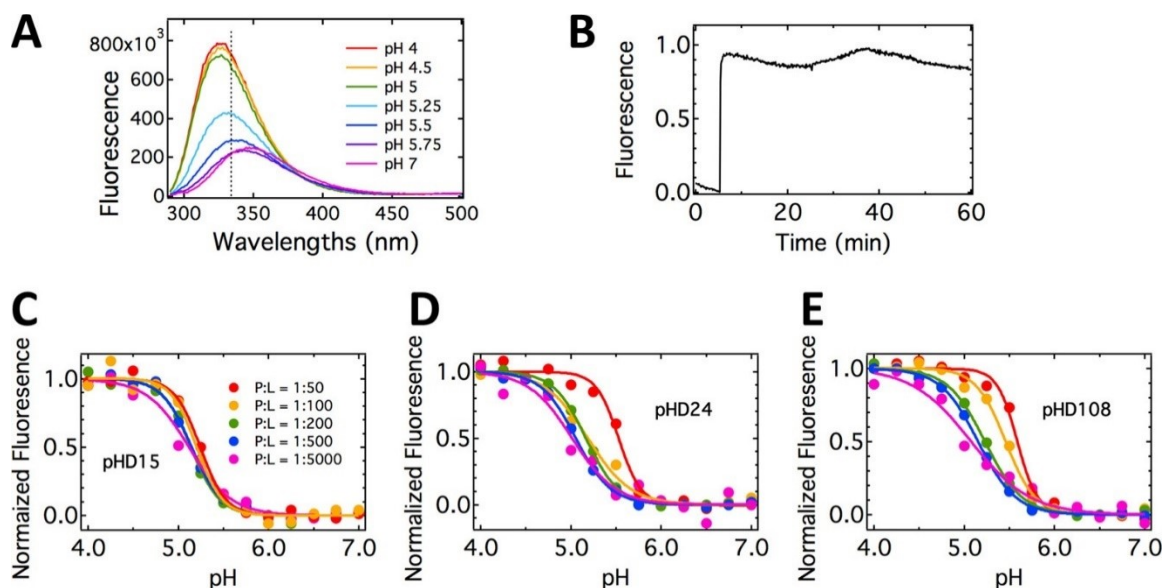 A
800x10³
600
400
200
0
Fluorescence
300 350 400 450 500
Wavelengths (nm)
pH 4
pH 4.5
pH 5
pH 5.25
pH 5.5
pH 5.75
pH 7
B
1.0
0.5
0.0
Fluorescence
0 20 40 60
Time (min)
C
Normaized Fluoresence
1.0
0.5
0.0
pHD15
P:L = 1:50
P:L = 1:100
P:L = 1:200
P:L = 1:500
P:L = 1:5000
4.0 5.0 6.0 7.0
pH
D
Normalized Fluoresence
1.0
0.5
0.0
pHD24
4.0 5.0 6.0 7.0
pH
E
Normalized Fluoresence
1.0
0.5
0.0
pHD108
4.0 5.0 6.0 7.0
pH